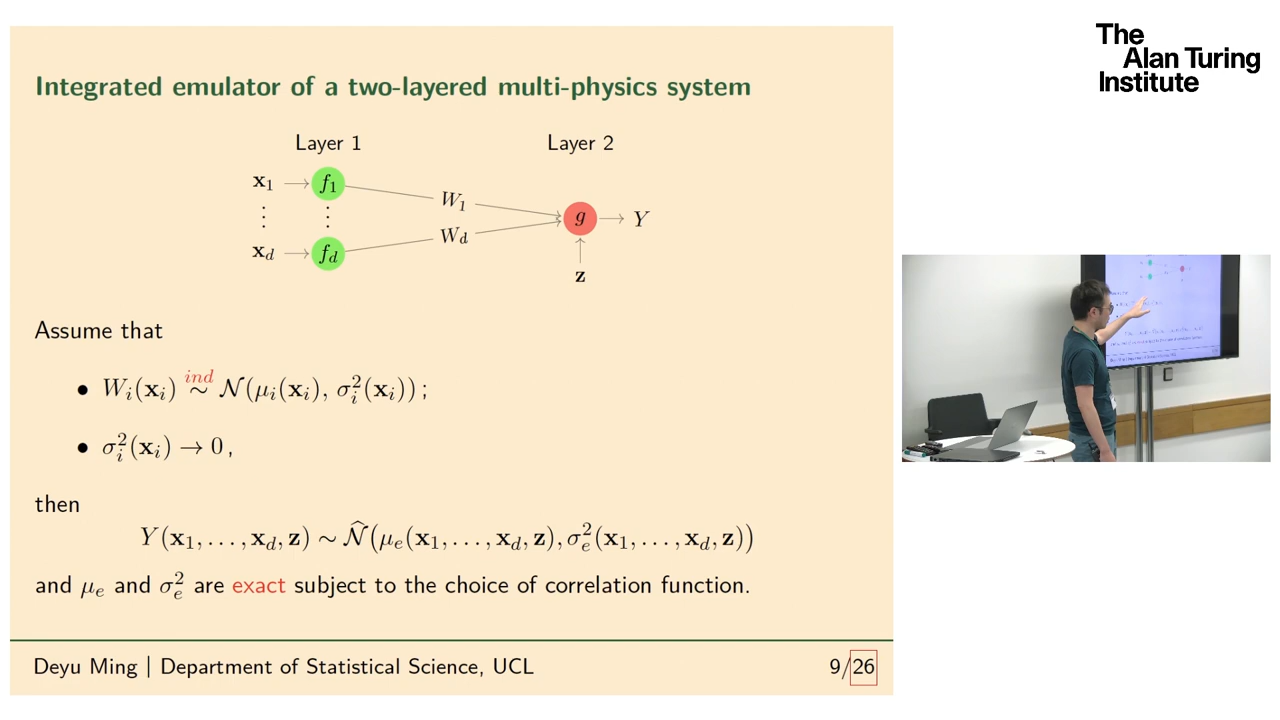 The
Alan Turing
Institute
Integrated emulator of a two-layered multi-physics system
Layer 1 Layer 2
x₁ f₁ W₁
⋮ ⋮ g Y
x_d f_d W_d
z
Assume that
• W_i(x_i) ~^{ind} 𝒩(μ_i(x_i), σ_i²(x_i)) ;
• σ_i²(x_i) → 0 ,
then
Y(x₁, . . . , x_d, z) ∼ 𝒩̂(μ_e(x₁, . . . , x_d, z), σ_e²(x₁, . . . , x_d, z))
and μ_e and σ_e² are exact subject to the choice of correlation function.
Deyu Ming | Department of Statistical Science, UCL 9/26